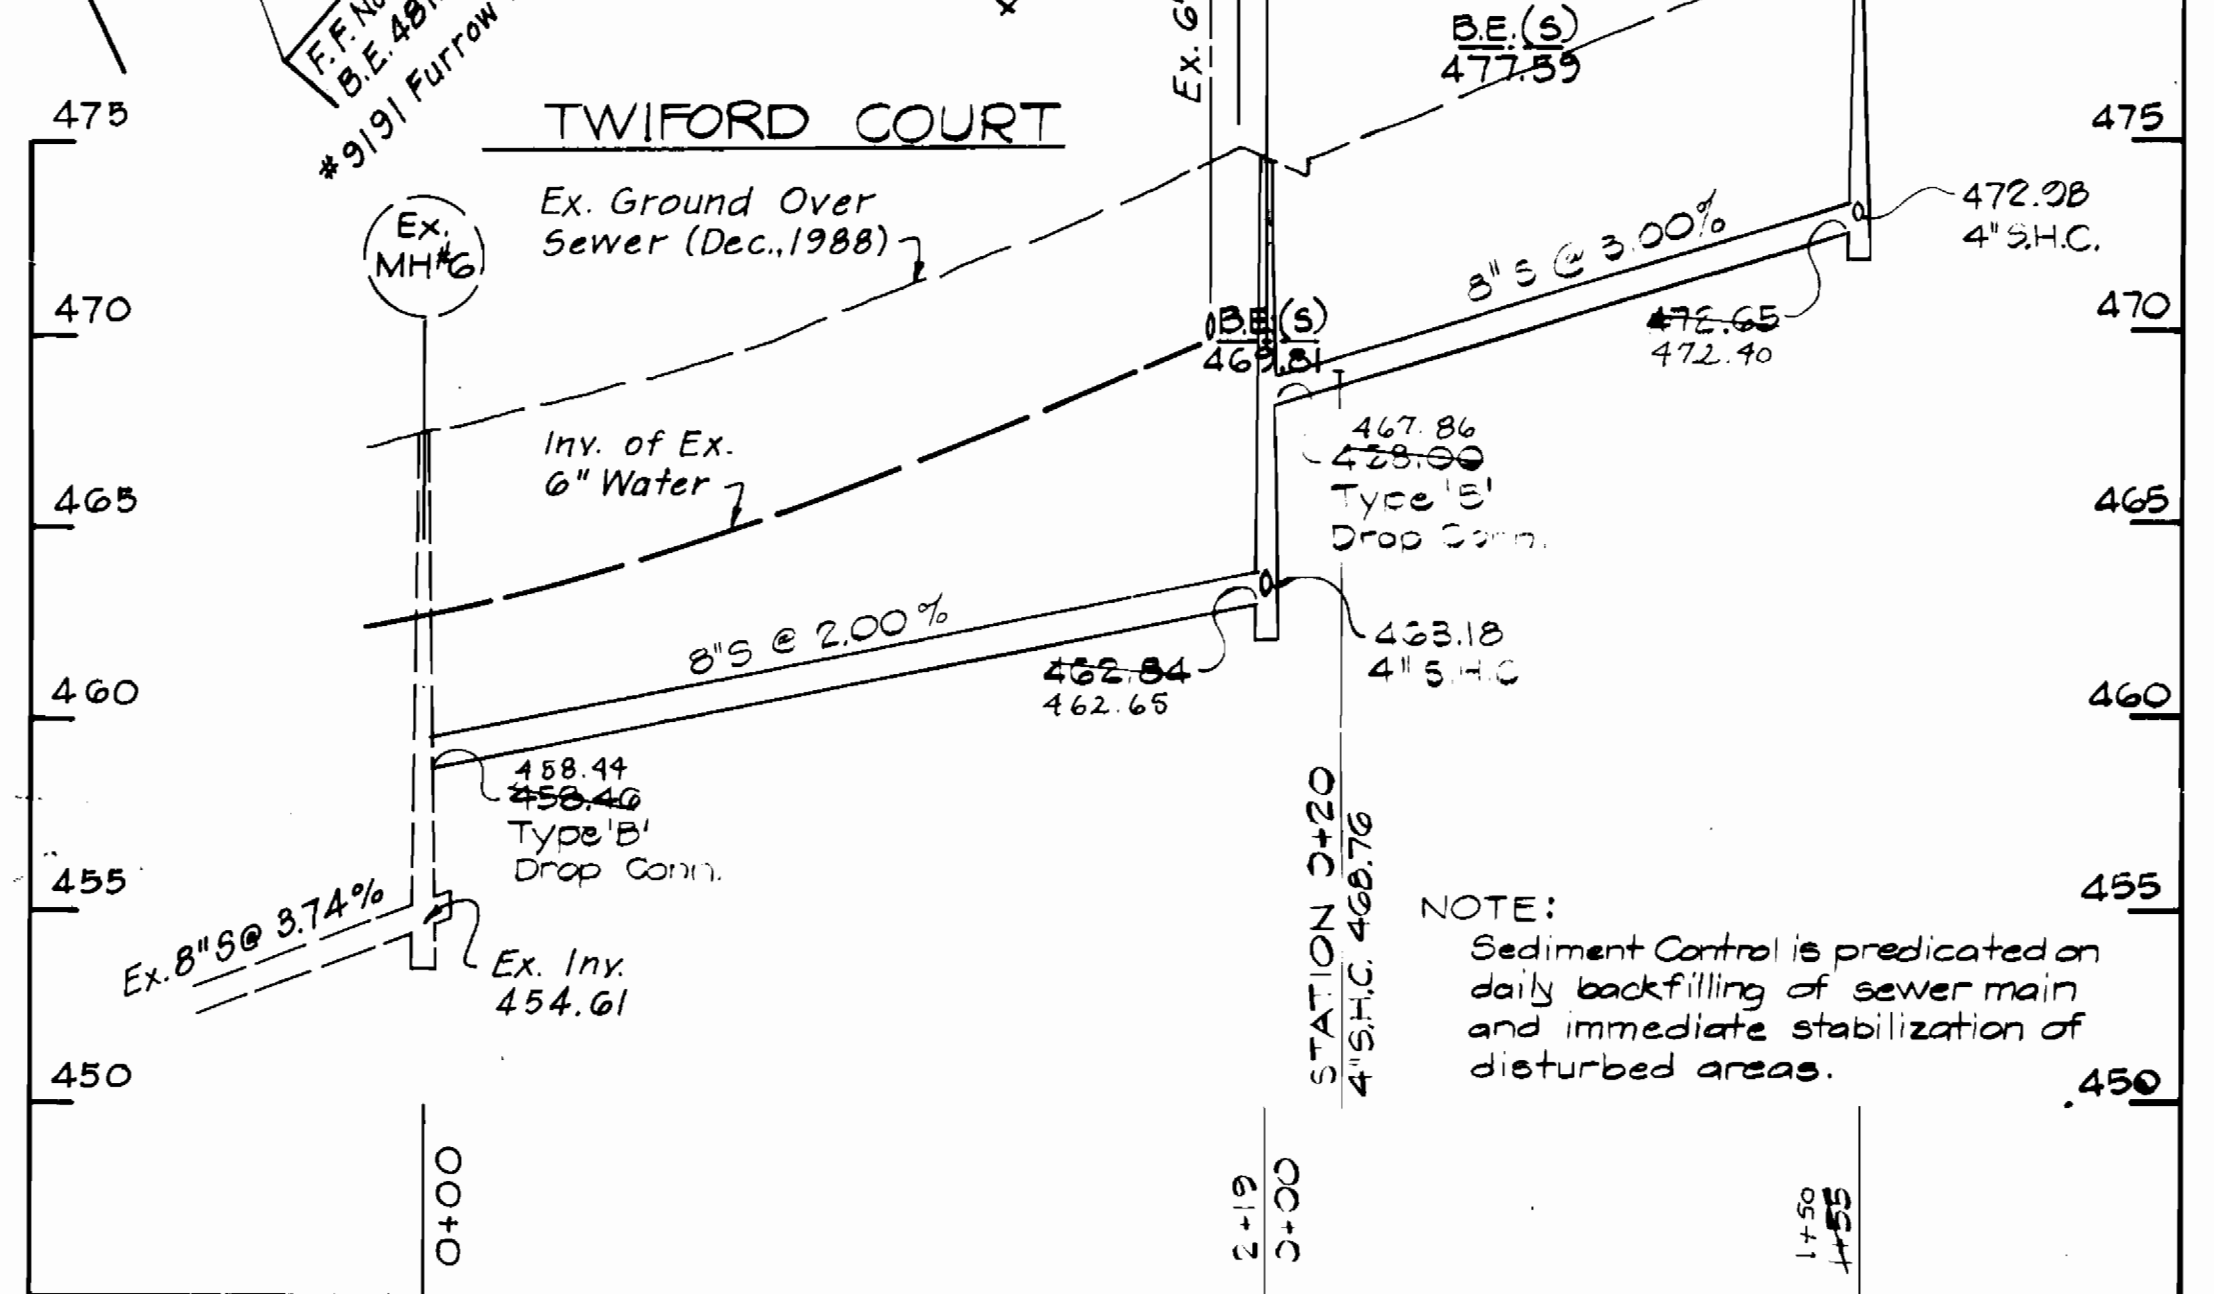 F.F. No
B.E. 481
#9191 Furrow
Ex. 6"
B.E.(S)
477.59
475
TWIFORD COURT
475
Ex. Ground Over
Sewer (Dec.,1988)
Ex.
MH#6
8" S @ 3.00%
472.98
4" S.H.C.
470
B.E.(S)
469.81
472.65
472.40
470
Inv. of Ex.
6" Water
467.86
468.00
Type 'B'
Drop Conn.
465
465
8"S @ 2.00%
462.84
462.65
463.18
4" S.H.C
460
460
458.44
458.46
Type 'B'
Drop Conn.
STATION 0+20
4" S.H.C. 468.76
455
455
Ex. 8"S@ 3.74%
Ex. Inv.
454.61
NOTE:
Sediment Control is predicated on
daily backfilling of sewer main
and immediate stabilization of
disturbed areas.
450
450
0+00
2+19
0+00
1+50
1+55